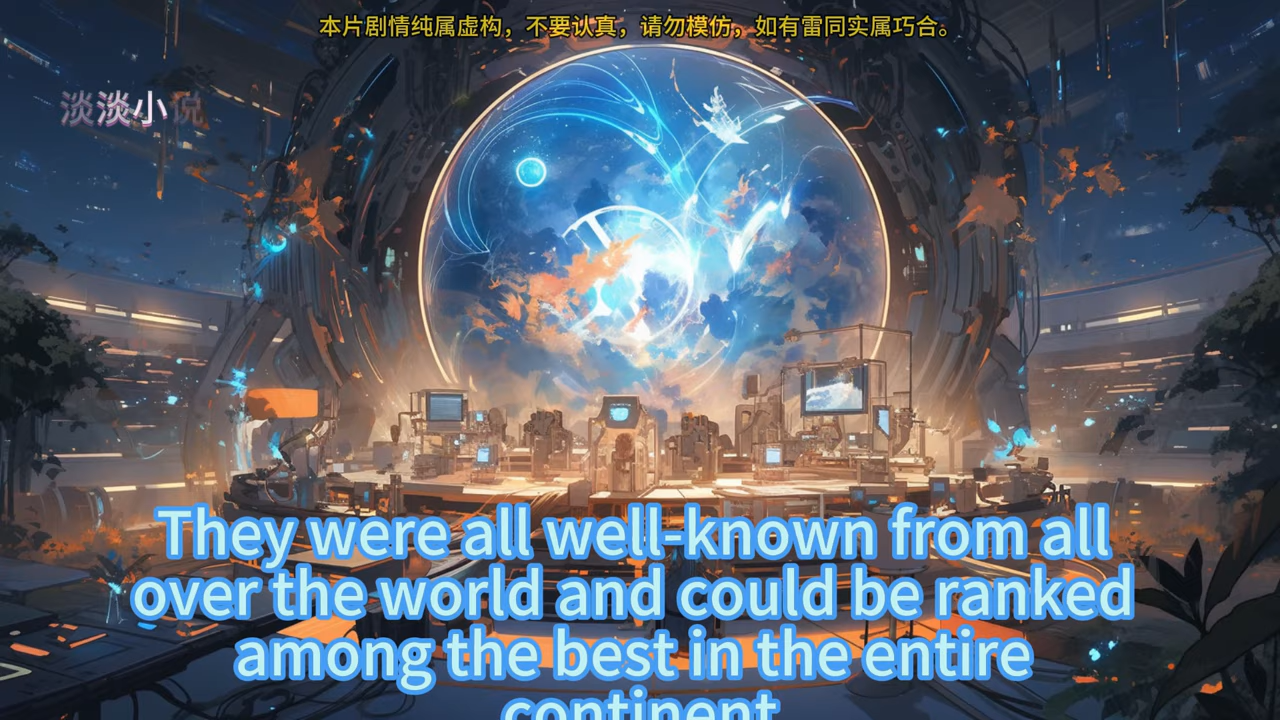 本片剧情纯属虚构，不要认真，请勿模仿，如有雷同实属巧合。
淡淡小说
They were all well-known from all
over the world and could be ranked
among the best in the entire
continent